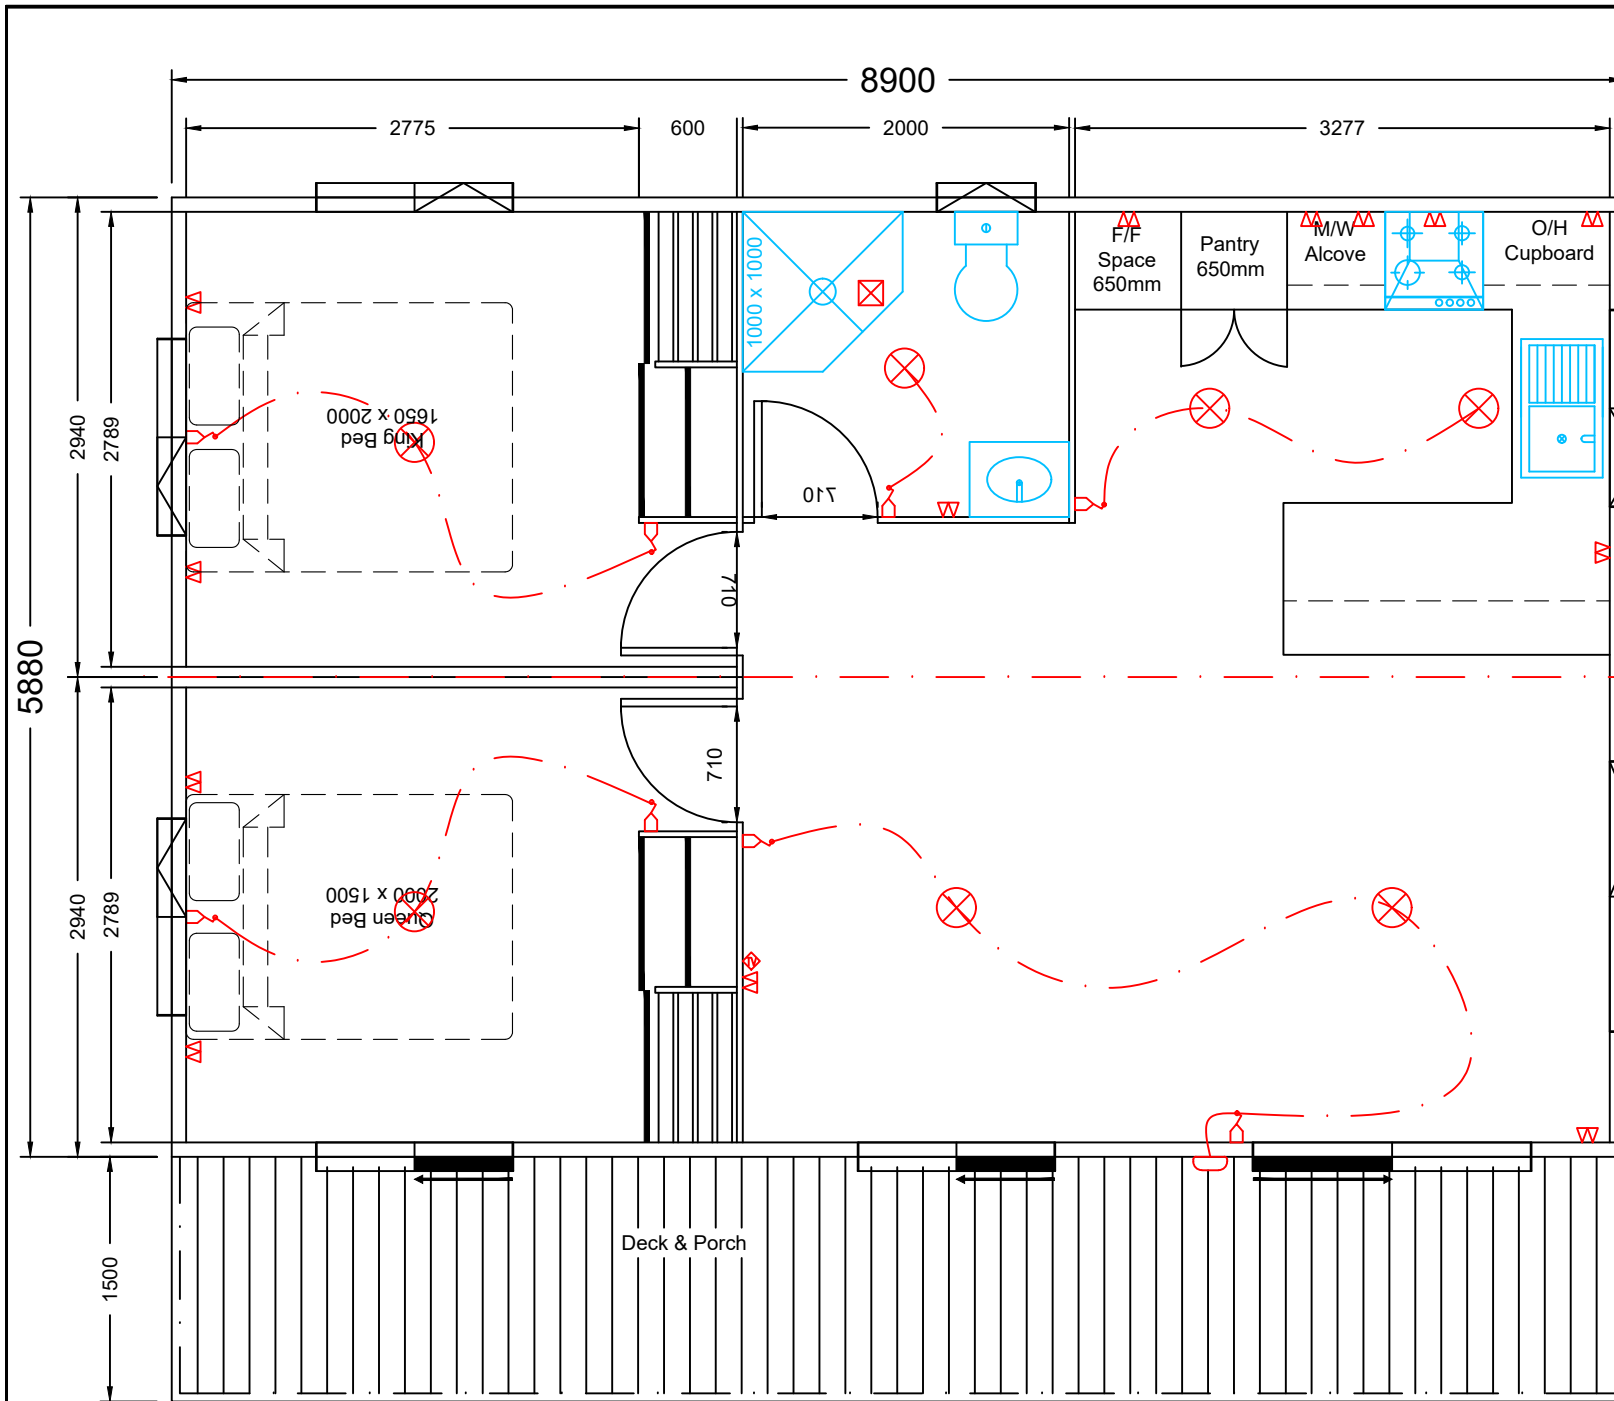 8900
2775
600
2000
3277
5880
2940
2789
2940
2789
1500
1000 x 1000
F/F
Space
650mm
Pantry
650mm
M/W
Alcove
O/H
Cupboard
King Bed
1650 x 2000
710
710
710
Queen Bed
2000 x 1500
Deck & Porch